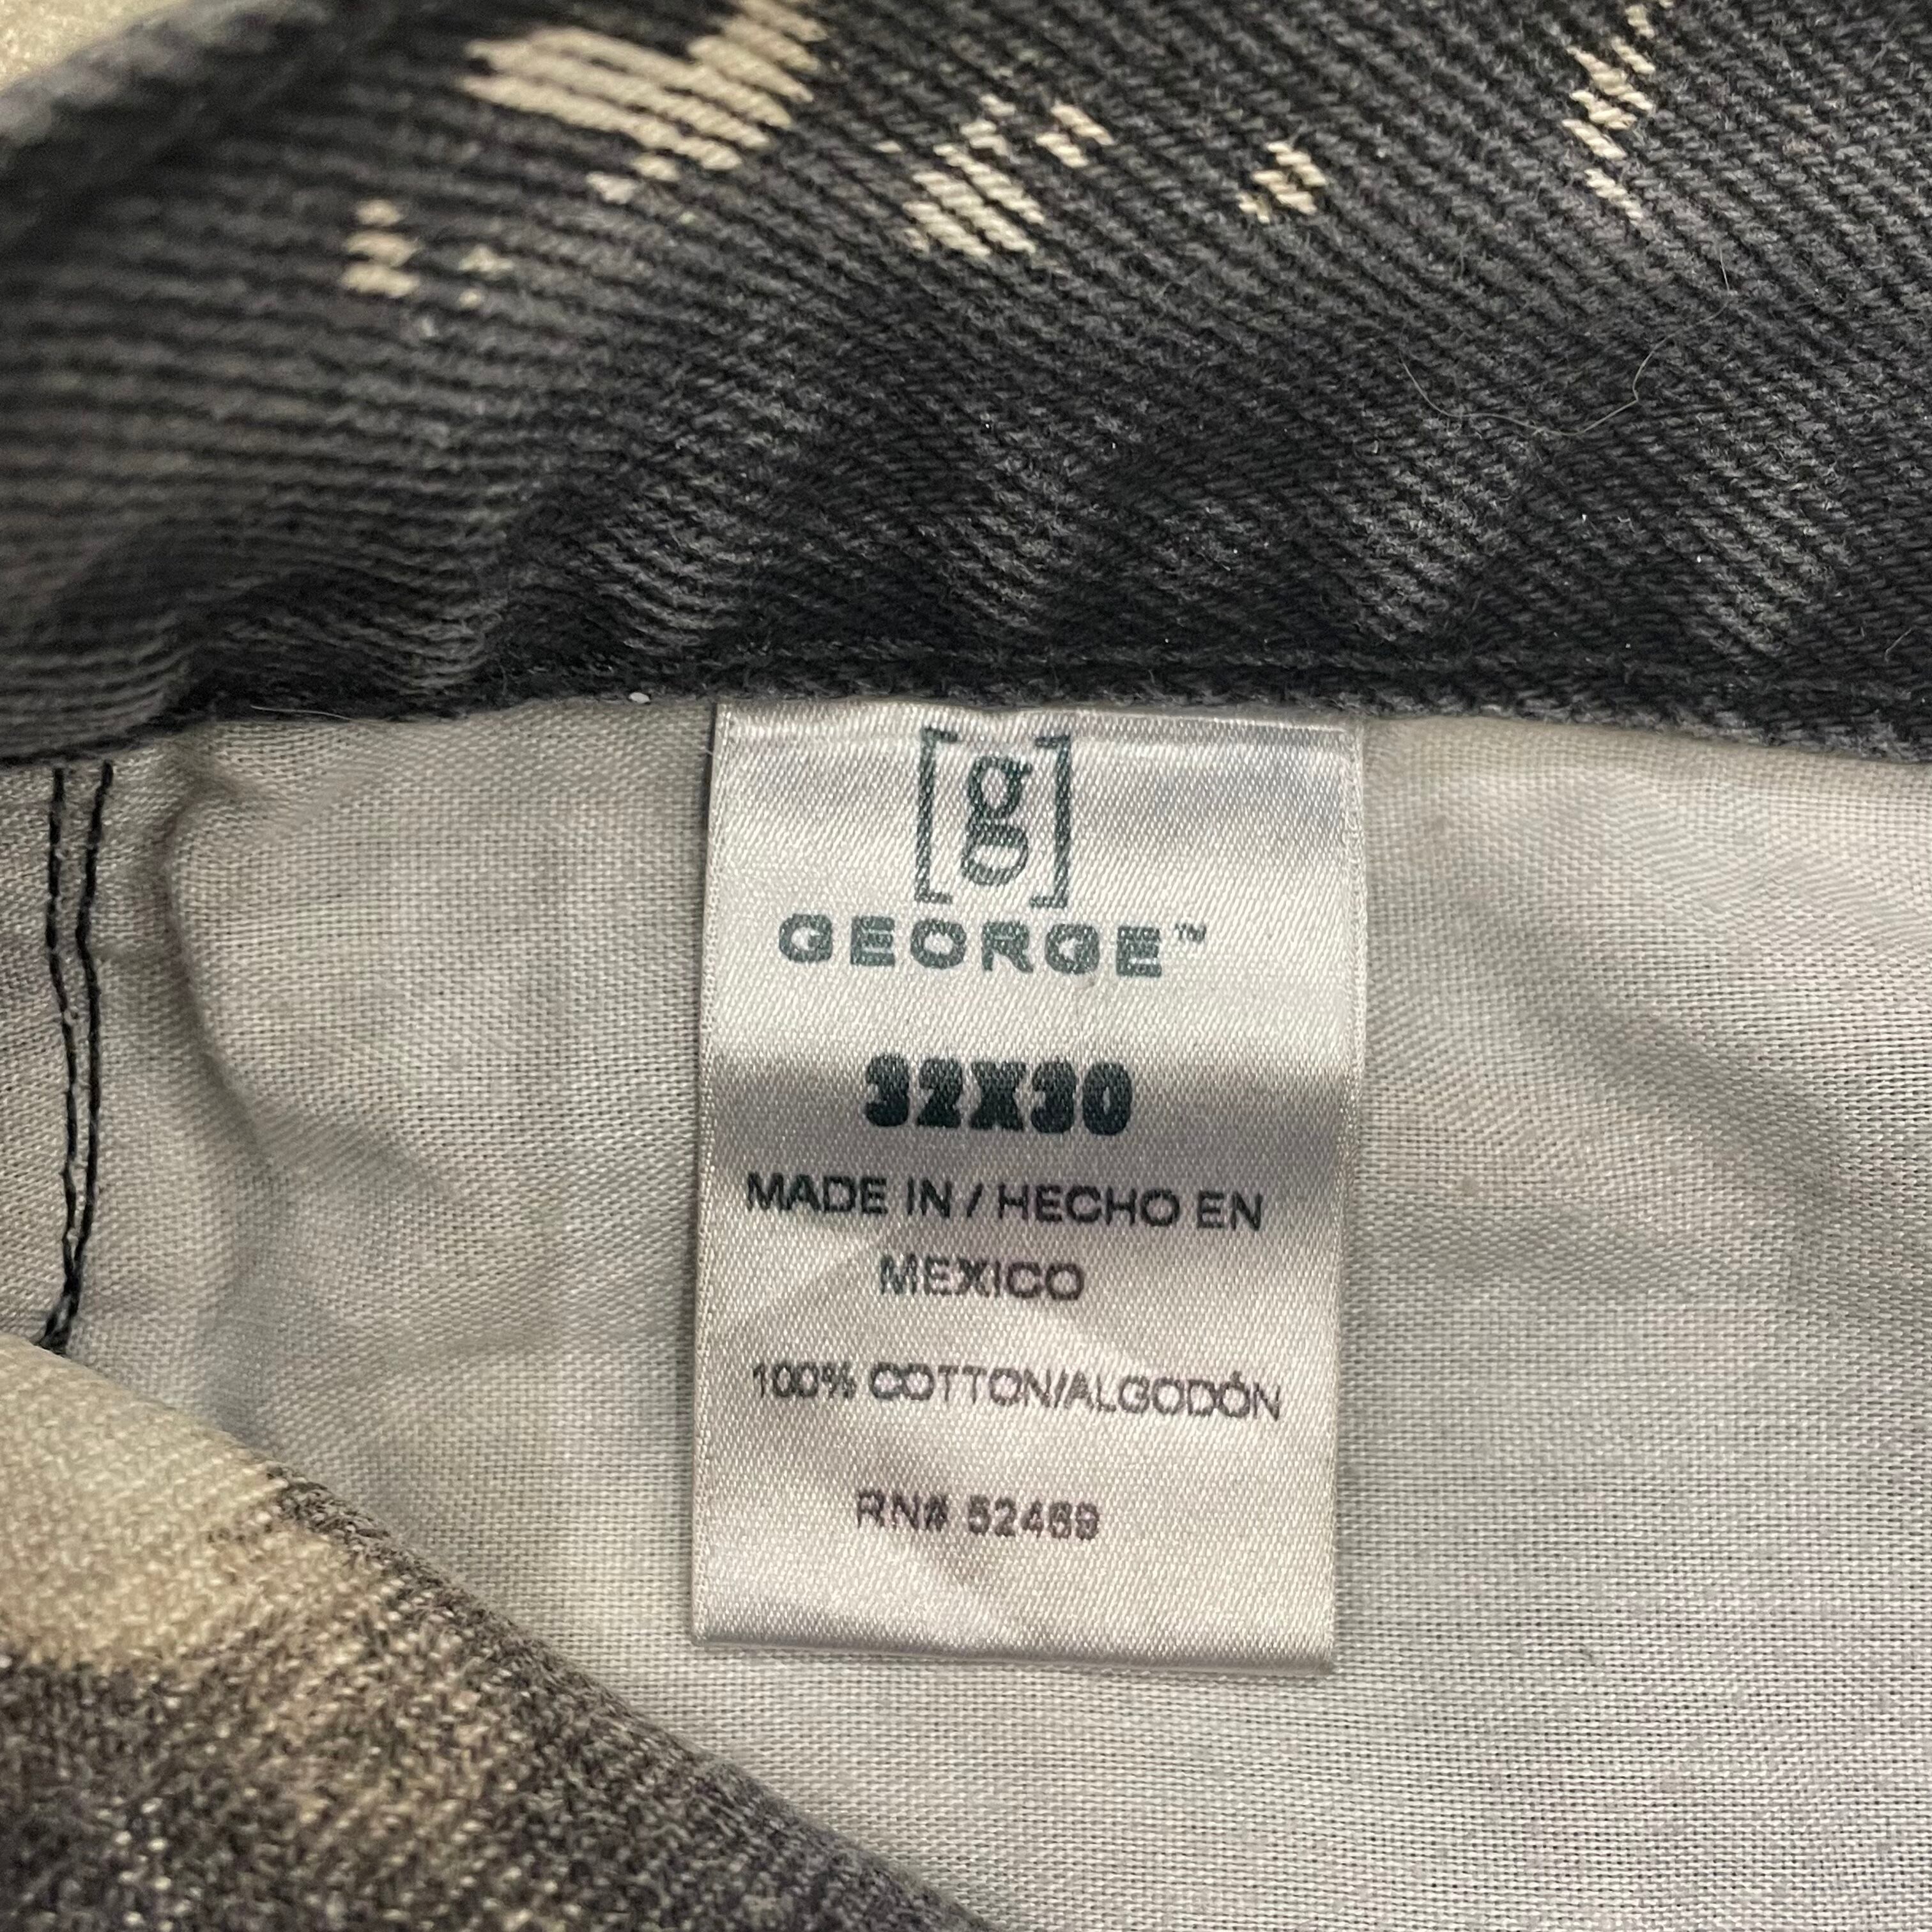 [g]
GEORGE™
32X30
MADE IN / HECHO EN
MEXICO
100% COTTON/ALGODÓN
RN# 52469